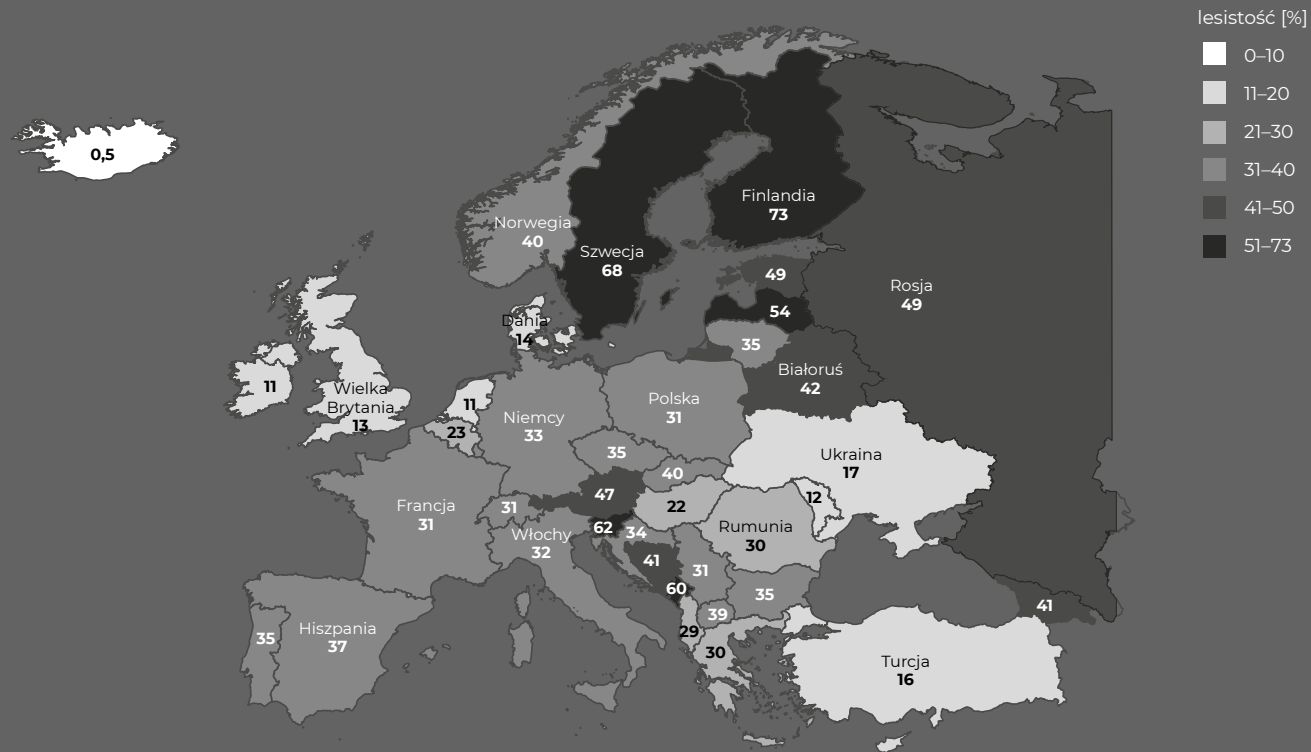 lesistość [%]
0–10
11–20
21–30
31–40
41–50
51–73
0,5
Norwegia
40
Szwecja
68
Finlandia
73
49
Rosja
49
54
Dania
14
35
Białoruś
42
11
Wielka
Brytania
13
11
23
Niemcy
33
Polska
31
35
40
Ukraina
17
47
12
Francja
31
31
22
Rumunia
30
62
34
Włochy
32
41
31
60
35
39
41
35
Hiszpania
37
29
30
Turcja
16